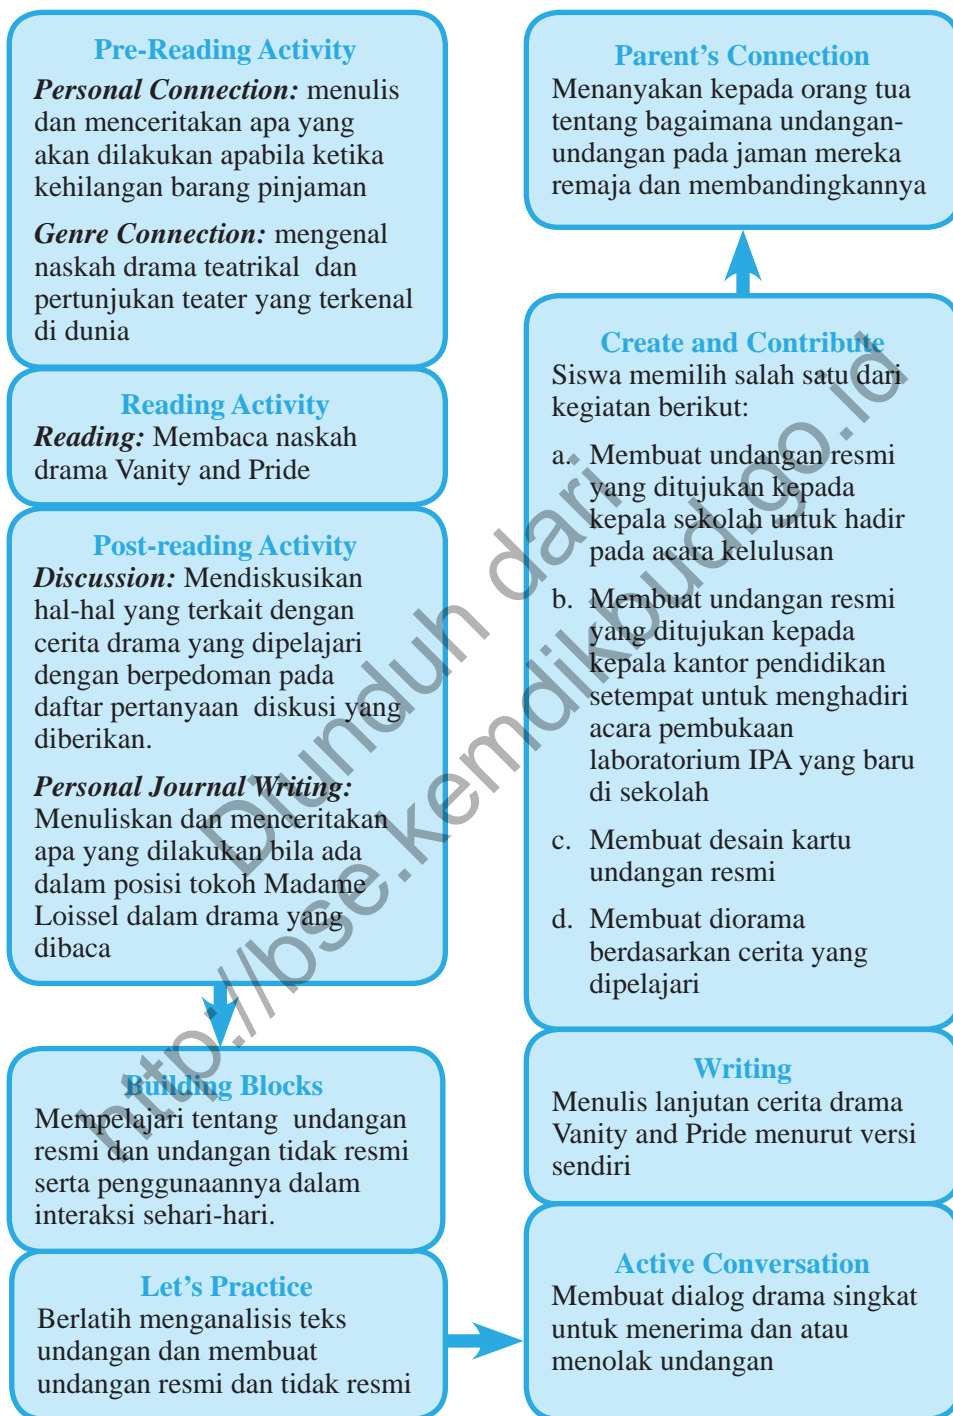 Pre-Reading Activity
Personal Connection: menulis
dan menceritakan apa yang
akan dilakukan apabila ketika
kehilangan barang pinjaman
Genre Connection: mengenal
naskah drama teatrikal dan
pertunjukan teater yang terkenal
di dunia
Reading Activity
Reading: Membaca naskah
drama Vanity and Pride
Post-reading Activity
Discussion: Mendiskusikan
hal-hal yang terkait dengan
cerita drama yang dipelajari
dengan berpedoman pada
daftar pertanyaan diskusi yang
diberikan.
Personal Journal Writing:
Menuliskan dan menceritakan
apa yang dilakukan bila ada
dalam posisi tokoh Madame
Loissel dalam drama yang
dibaca
Building Blocks
Mempelajari tentang undangan
resmi dan undangan tidak resmi
serta penggunaannya dalam
interaksi sehari-hari.
Let's Practice
Berlatih menganalisis teks
undangan dan membuat
undangan resmi dan tidak resmi
Active Conversation
Membuat dialog drama singkat
untuk menerima dan atau
menolak undangan
Writing
Menulis lanjutan cerita drama
Vanity and Pride menurut versi
sendiri
Create and Contribute
Siswa memilih salah satu dari
kegiatan berikut:
a. Membuat undangan resmi
yang ditujukan kepada
kepala sekolah untuk hadir
pada acara kelulusan
b. Membuat undangan resmi
yang ditujukan kepada
kepala kantor pendidikan
setempat untuk menghadiri
acara pembukaan
laboratorium IPA yang baru
di sekolah
c. Membuat desain kartu
undangan resmi
d. Membuat diorama
berdasarkan cerita yang
dipelajari
Parent's Connection
Menanyakan kepada orang tua
tentang bagaimana undangan-
undangan pada jaman mereka
remaja dan membandingkannya
Diunduh dari
http://bse.kemdikbud.go.id